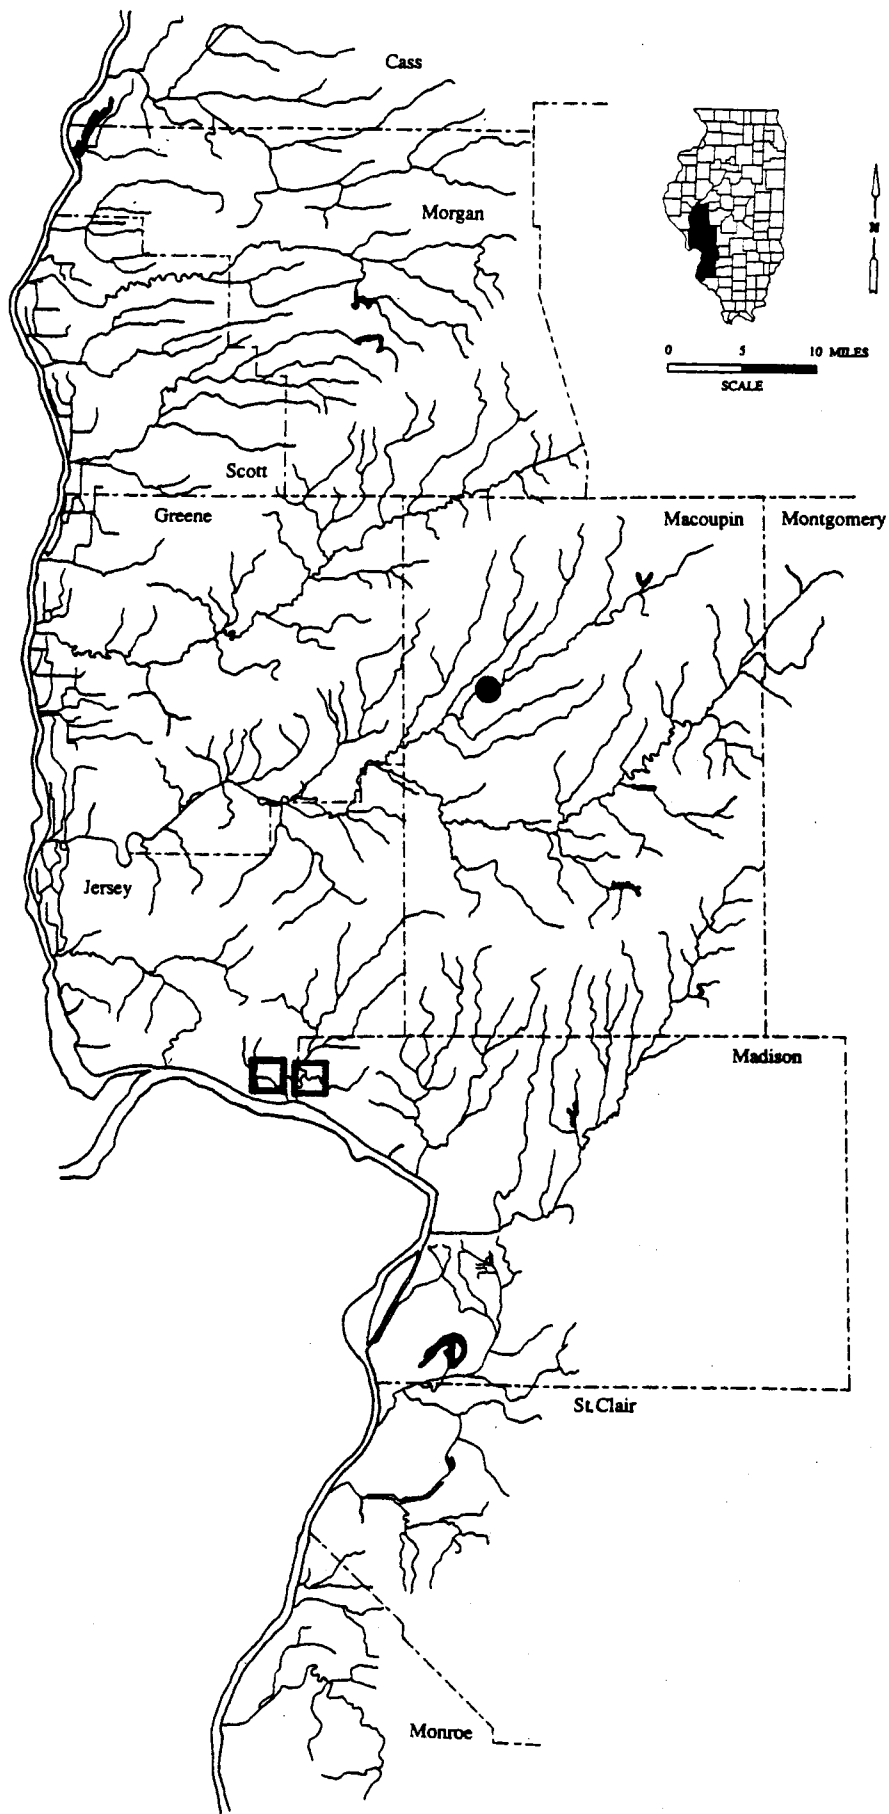 Cass
Morgan
N
0 5 10 MILES
SCALE
Scott
Greene
Macoupin
Montgomery
Jersey
Madison
St. Clair
Monroe